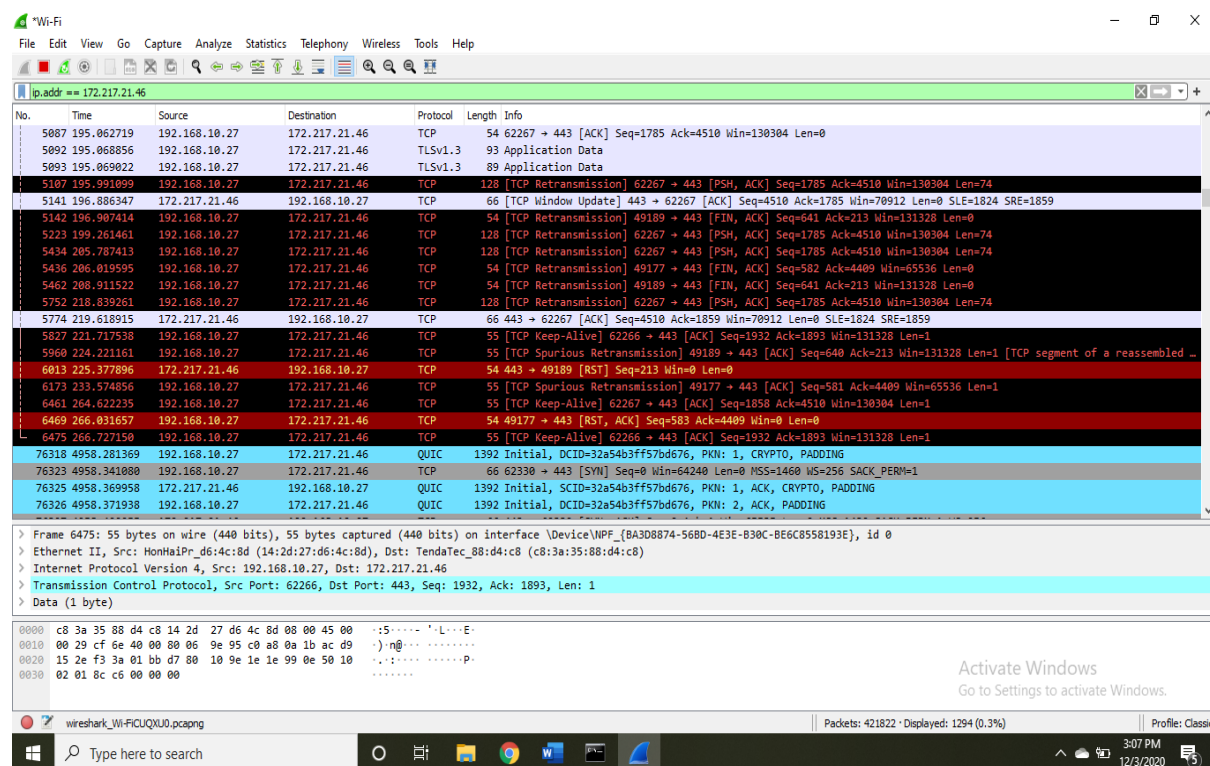 *Wi-Fi
File Edit View Go Capture Analyze Statistics Telephony Wireless Tools Help
ip.addr == 172.217.21.46
No. Time Source Destination Protocol Length Info
5087 195.062719 192.168.10.27 172.217.21.46 TCP 54 62267 → 443 [ACK] Seq=1785 Ack=4510 Win=130304 Len=0
5092 195.068856 192.168.10.27 172.217.21.46 TLSv1.3 93 Application Data
5093 195.069022 192.168.10.27 172.217.21.46 TLSv1.3 89 Application Data
5107 195.991099 192.168.10.27 172.217.21.46 TCP 128 [TCP Retransmission] 62267 → 443 [PSH, ACK] Seq=1785 Ack=4510 Win=130304 Len=74
5141 196.886347 172.217.21.46 192.168.10.27 TCP 66 [TCP Window Update] 443 → 62267 [ACK] Seq=4510 Ack=1785 Win=70912 Len=0 SLE=1824 SRE=1859
5142 196.907414 192.168.10.27 172.217.21.46 TCP 54 [TCP Retransmission] 49189 → 443 [FIN, ACK] Seq=641 Ack=213 Win=131328 Len=0
5223 199.261461 192.168.10.27 172.217.21.46 TCP 128 [TCP Retransmission] 62267 → 443 [PSH, ACK] Seq=1785 Ack=4510 Win=130304 Len=74
5434 205.787413 192.168.10.27 172.217.21.46 TCP 128 [TCP Retransmission] 62267 → 443 [PSH, ACK] Seq=1785 Ack=4510 Win=130304 Len=74
5436 206.019595 192.168.10.27 172.217.21.46 TCP 54 [TCP Retransmission] 49177 → 443 [FIN, ACK] Seq=582 Ack=4409 Win=65536 Len=0
5462 208.911522 192.168.10.27 172.217.21.46 TCP 54 [TCP Retransmission] 49189 → 443 [FIN, ACK] Seq=641 Ack=213 Win=131328 Len=0
5752 218.839261 192.168.10.27 172.217.21.46 TCP 128 [TCP Retransmission] 62267 → 443 [PSH, ACK] Seq=1785 Ack=4510 Win=130304 Len=74
5774 219.618915 172.217.21.46 192.168.10.27 TCP 66 443 → 62267 [ACK] Seq=4510 Ack=1859 Win=70912 Len=0 SLE=1824 SRE=1859
5827 221.717538 192.168.10.27 172.217.21.46 TCP 55 [TCP Keep-Alive] 62266 → 443 [ACK] Seq=1932 Ack=1893 Win=131328 Len=1
5960 224.221161 192.168.10.27 172.217.21.46 TCP 55 [TCP Spurious Retransmission] 49189 → 443 [ACK] Seq=640 Ack=213 Win=131328 Len=1 [TCP segment of a reassembled …
6013 225.377896 172.217.21.46 192.168.10.27 TCP 54 443 → 49189 [RST] Seq=213 Win=0 Len=0
6173 233.574856 192.168.10.27 172.217.21.46 TCP 55 [TCP Spurious Retransmission] 49177 → 443 [ACK] Seq=581 Ack=4409 Win=65536 Len=1
6461 264.622235 192.168.10.27 172.217.21.46 TCP 55 [TCP Keep-Alive] 62267 → 443 [ACK] Seq=1858 Ack=4510 Win=130304 Len=1
6469 266.031657 192.168.10.27 172.217.21.46 TCP 54 49177 → 443 [RST, ACK] Seq=583 Ack=4409 Win=0 Len=0
6475 266.727150 192.168.10.27 172.217.21.46 TCP 55 [TCP Keep-Alive] 62266 → 443 [ACK] Seq=1932 Ack=1893 Win=131328 Len=1
76318 4958.281369 192.168.10.27 172.217.21.46 QUIC 1392 Initial, DCID=32a54b3ff57bd676, PKN: 1, CRYPTO, PADDING
76323 4958.341080 192.168.10.27 172.217.21.46 TCP 66 62330 → 443 [SYN] Seq=0 Win=64240 Len=0 MSS=1460 WS=256 SACK_PERM=1
76325 4958.369958 172.217.21.46 192.168.10.27 QUIC 1392 Initial, SCID=32a54b3ff57bd676, PKN: 1, ACK, CRYPTO, PADDING
76326 4958.371938 192.168.10.27 172.217.21.46 QUIC 1392 Initial, DCID=32a54b3ff57bd676, PKN: 2, ACK, PADDING
Frame 6475: 55 bytes on wire (440 bits), 55 bytes captured (440 bits) on interface \Device\NPF_{BA3D8874-56BD-4E3E-B30C-BE6C8558193E}, id 0
Ethernet II, Src: HonHaiPr_d6:4c:8d (14:2d:27:d6:4c:8d), Dst: TendaTec_88:d4:c8 (c8:3a:35:88:d4:c8)
Internet Protocol Version 4, Src: 192.168.10.27, Dst: 172.217.21.46
Transmission Control Protocol, Src Port: 62266, Dst Port: 443, Seq: 1932, Ack: 1893, Len: 1
Data (1 byte)
0000 c8 3a 35 88 d4 c8 14 2d 27 d6 4c 8d 08 00 45 00 ·:5····- '·L···E·
0010 00 29 cf 6e 40 00 80 06 9e 95 c0 a8 0a 1b ac d9 ·)·n@··· ········
0020 15 2e f3 3a 01 bb d7 80 10 9e 1e 1e 99 0e 50 10 ·.·:···· ······P·
0030 02 01 8c c6 00 00 00 ·······
Activate Windows
Go to Settings to activate Windows.
wireshark_Wi-FiCUQXU0.pcapng Packets: 421822 · Displayed: 1294 (0.3%) Profile: Classi
Type here to search
3:07 PM
12/3/2020
5